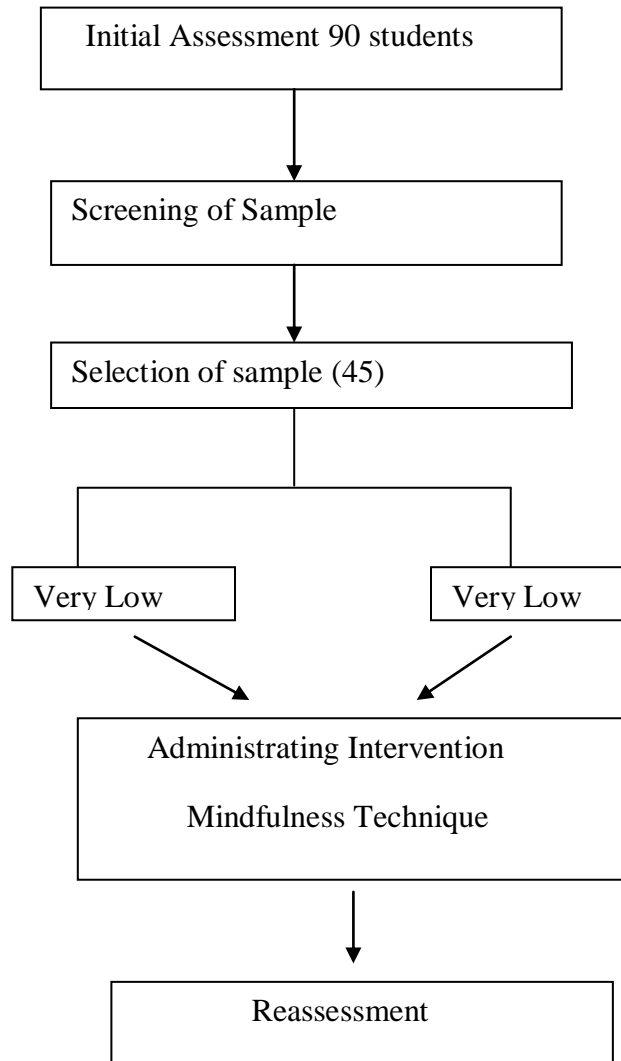 Initial Assessment 90 students
Screening of Sample
Selection of sample (45)
Very Low
Very Low
Administrating Intervention
Mindfulness Technique
Reassessment